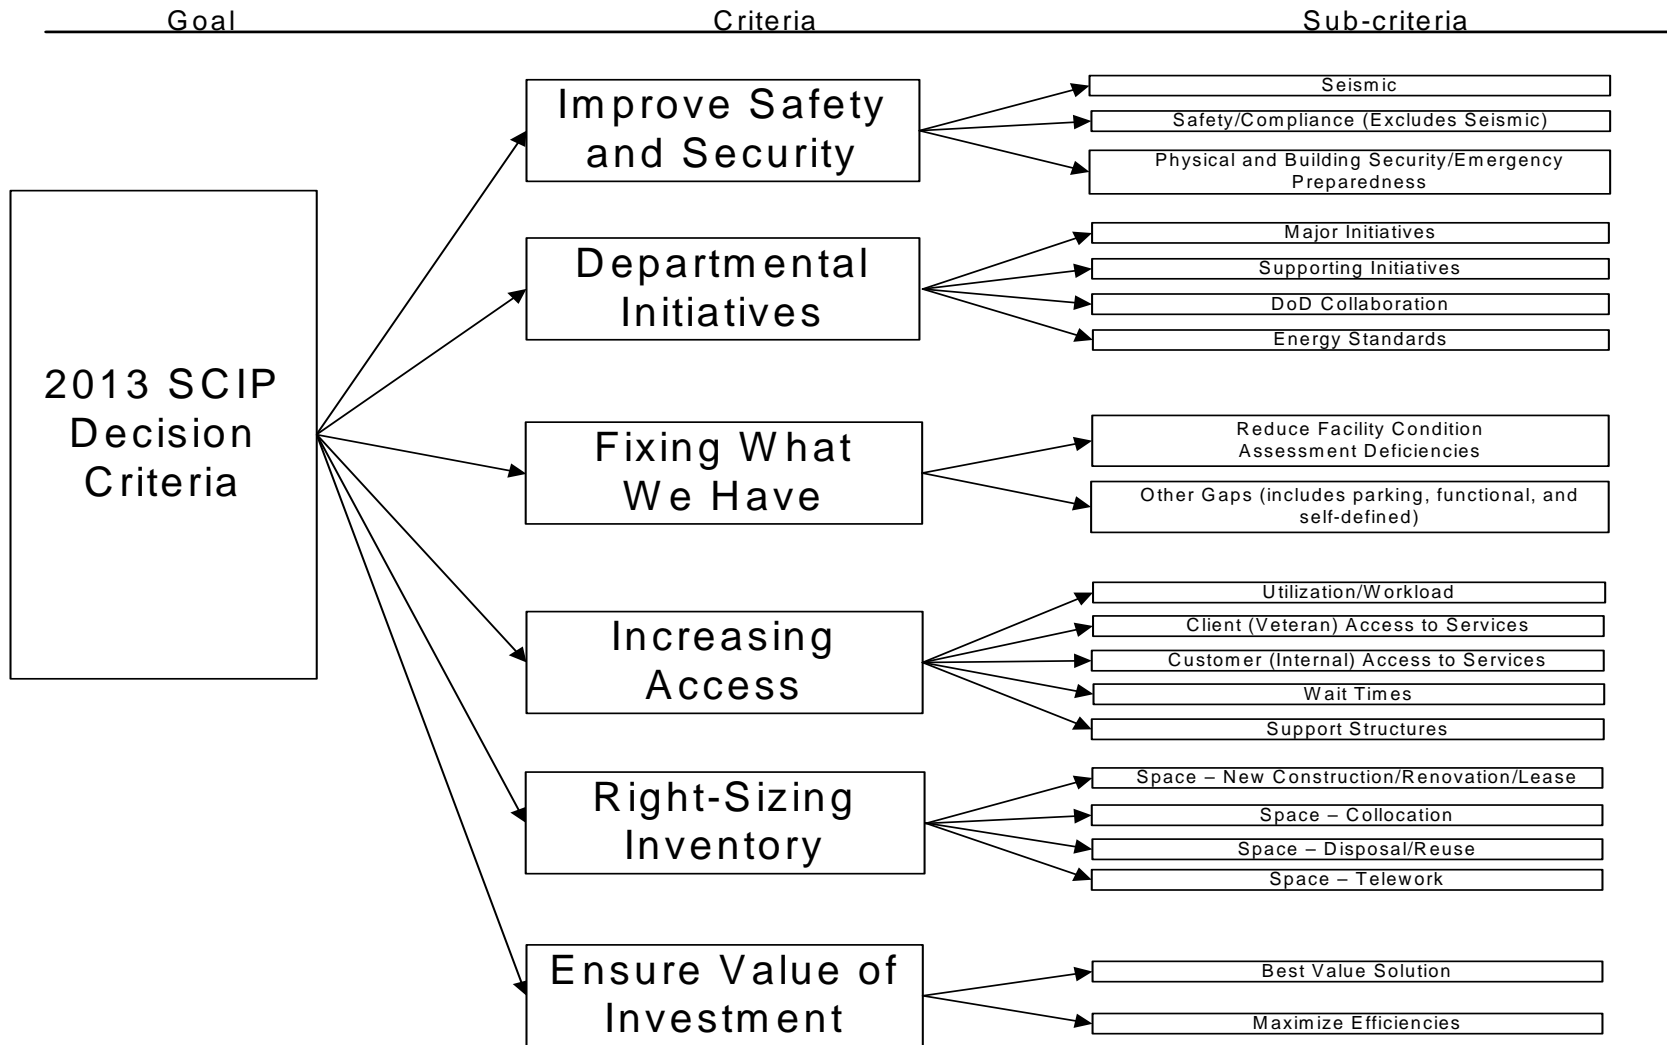 Goal Criteria Sub-criteria
2013 SCIP
Decision
Criteria
Improve Safety
and Security
Seismic
Safety/Compliance (Excludes Seismic)
Physical and Building Security/Emergency
Preparedness
Departmental
Initiatives
Major Initiatives
Supporting Initiatives
DoD Collaboration
Energy Standards
Fixing What
We Have
Reduce Facility Condition
Assessment Deficiencies
Other Gaps (includes parking, functional, and
self-defined)
Increasing
Access
Utilization/Workload
Client (Veteran) Access to Services
Customer (Internal) Access to Services
Wait Times
Support Structures
Right-Sizing
Inventory
Space – New Construction/Renovation/Lease
Space – Collocation
Space – Disposal/Reuse
Space – Telework
Ensure Value of
Investment
Best Value Solution
Maximize Efficiencies